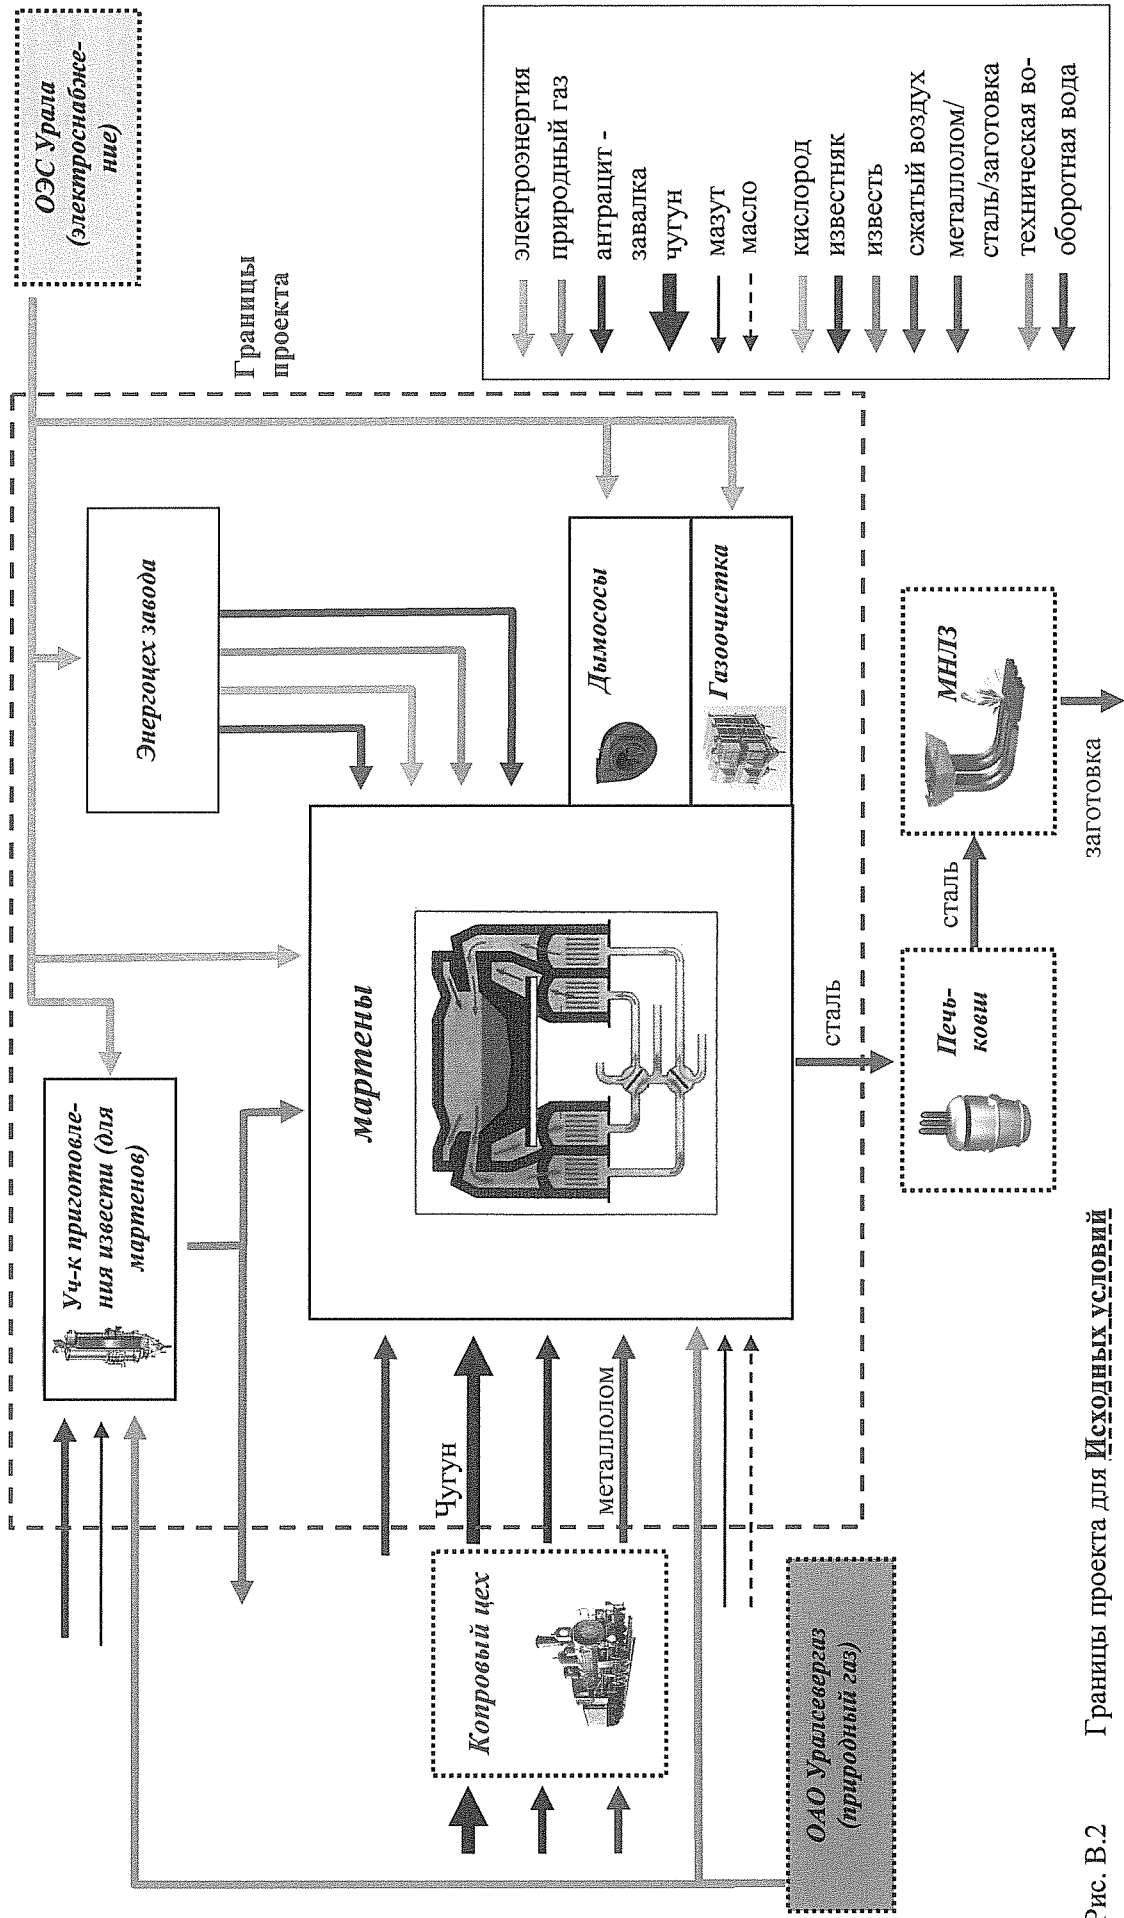 ОЭС Урала
(электроснабже-
ние)
Границы
проекта
Уч-к приготовле-
ния извести (для
мартенов)
Энергоцех завода
мартены
Дымососы
Газоочистка
Копровый цех
Чугун
металлолом
ОАО Уралсевергаз
(природный газ)
сталь
Печь-
ковш
сталь
МНЛЗ
заготовка
электроэнергия
природный газ
антрацит -
завалка
чугун
мазут
масло
кислород
известняк
известь
сжатый воздух
металлолом/
сталь/заготовка
техническая во-
оборотная вода
Рис. В.2 Границы проекта для Исходных условий